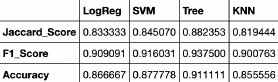 LogReg SVM Tree KNN
Jaccard_Score 0.833333 0.845070 0.882353 0.819444
F1_Score 0.909091 0.916031 0.937500 0.900763
Accuracy 0.866667 0.877778 0.911111 0.855556